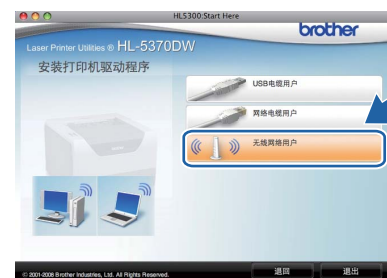 HL5300:Start Here
brother
Laser Printer Utilities ® HL-5370DW
安装打印机驱动程序
USB电缆用户
网络电缆用户
无线网络用户
© 2001-2008 Brother Industries, Ltd. All Rights Reserved.
退回
退出